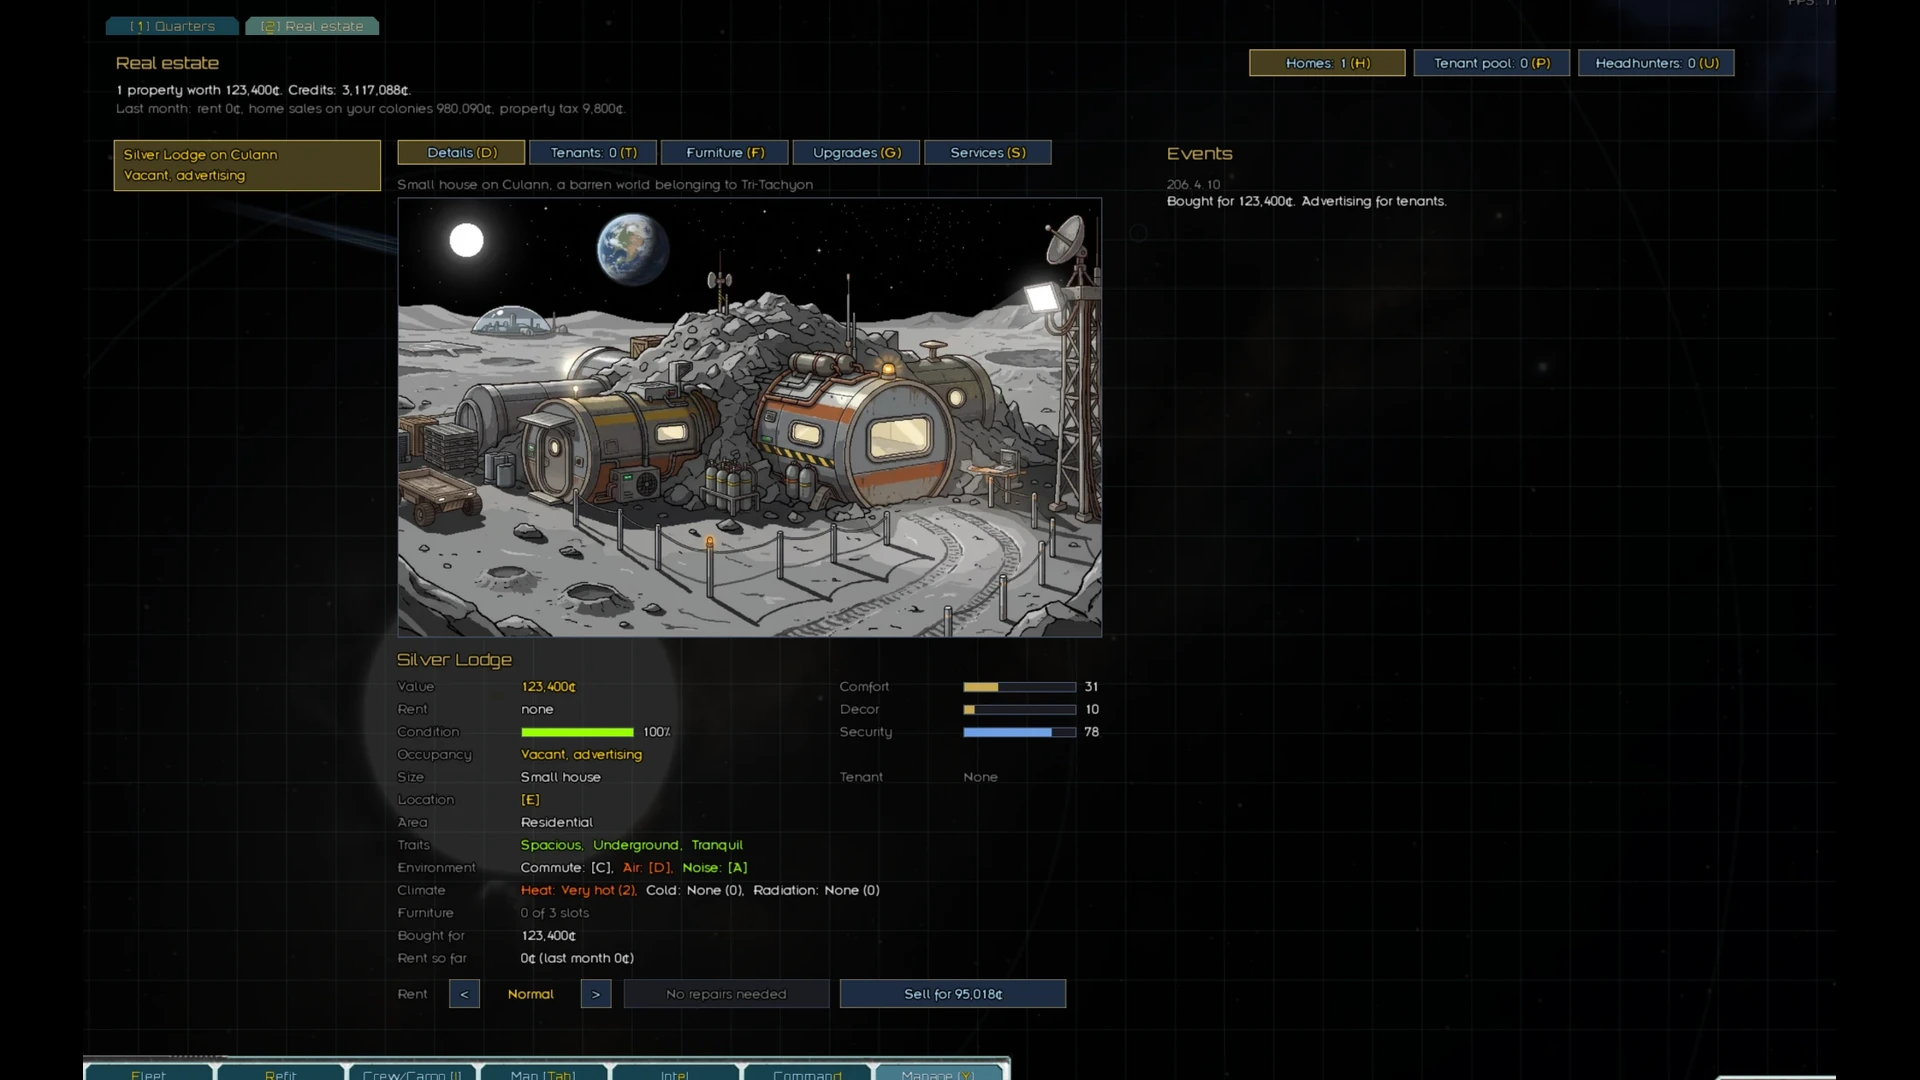 [1] Quarters
[2] Real estate
Real estate
1 property worth 123,400¢. Credits: 3,117,088¢.
Last month: rent 0¢, home sales on your colonies 980,090¢, property tax 9,800¢.
Homes: 1 (H)
Tenant pool: 0 (P)
Headhunters: 0 (U)
Silver Lodge on Culann
Vacant, advertising
Details (D)
Tenants: 0 (T)
Furniture (F)
Upgrades (G)
Services (S)
Small house on Culann, a barren world belonging to Tri-Tachyon
Events
206.4.10
Bought for 123,400¢. Advertising for tenants.
Silver Lodge
Value 123,400¢
Rent none
Condition 100%
Occupancy Vacant, advertising
Size Small house
Location [E]
Area Residential
Traits Spacious, Underground, Tranquil
Environment Commute: [C], Air: [D], Noise: [A]
Climate Heat: Very hot (2), Cold: None (0), Radiation: None (0)
Furniture 0 of 3 slots
Bought for 123,400¢
Rent so far 0¢ (last month 0¢)
Comfort 31
Decor 10
Security 78
Tenant None
Rent < Normal >
No repairs needed
Sell for 95,018¢
Fleet
Refit
Crew/Cargo [I]
Map [Tab]
Intel
Command
Manage (Y)